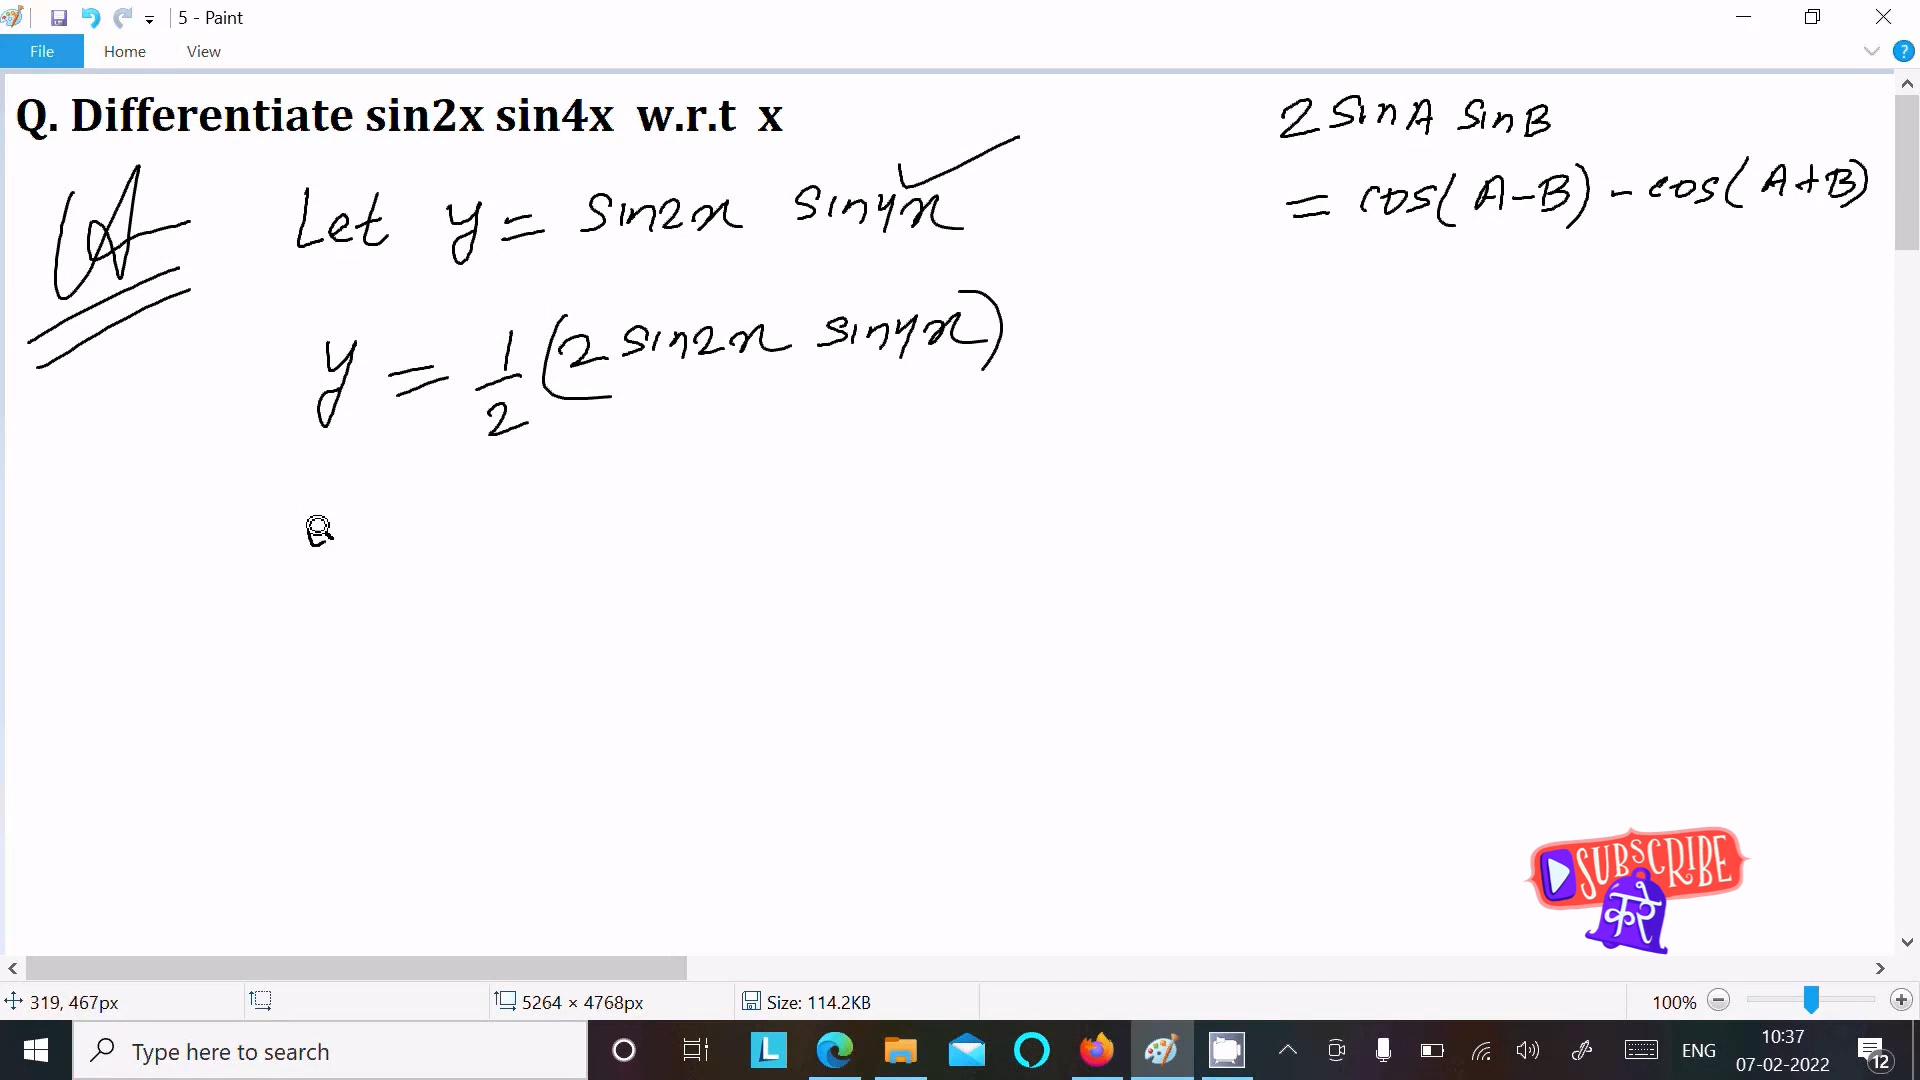 5 - Paint
File Home View
Q. Differentiate sin2x sin4x w.r.t x
2 sinA sinB
= cos(A-B) - cos(A+B)
Let y = sin2x sin4x
y = 1/2 (2 sin2x sin4x)
SUBSCRIBE
करे
319, 467px 5264 × 4768px Size: 114.2KB 100%
Type here to search
L
ENG
10:37
07-02-2022
12